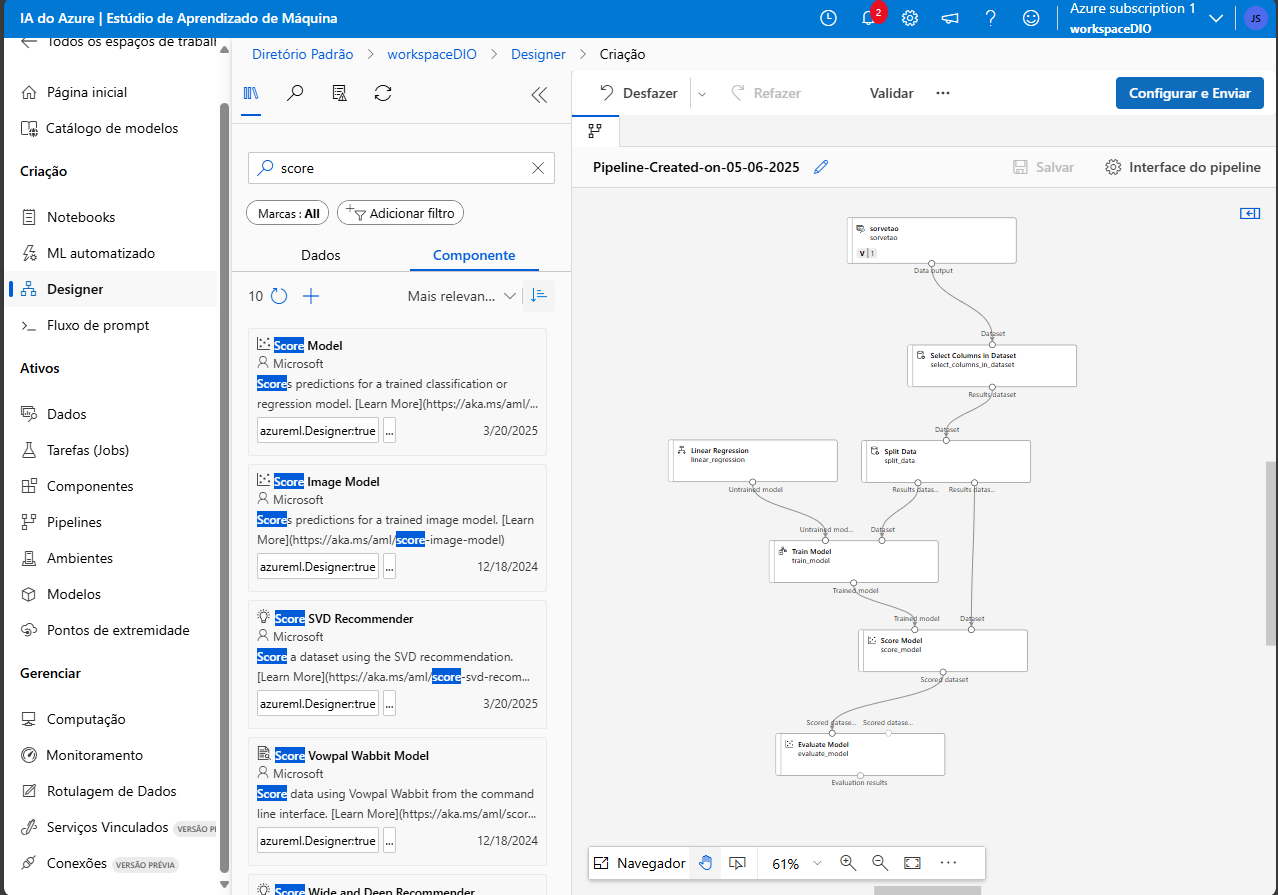 IA do Azure | Estúdio de Aprendizado de Máquina
2
Azure subscription 1
workspaceDIO
JS
Todos os espaços de traball
Página inicial
Catálogo de modelos
Criação
Notebooks
ML automatizado
Designer
Fluxo de prompt
Ativos
Dados
Tarefas (Jobs)
Componentes
Pipelines
Ambientes
Modelos
Pontos de extremidade
Gerenciar
Computação
Monitoramento
Rotulagem de Dados
Serviços Vinculados VERSÃO PI
Conexões VERSÃO PRÉVIA
Diretório Padrão > workspaceDIO > Designer > Criação
score
Marcas : All
Adicionar filtro
Dados
Componente
10
Mais relevan...
Score Model
Microsoft
Scores predictions for a trained classification or
regression model. [Learn More](https://aka.ms/aml/...
azureml.Designer:true ... 3/20/2025
Score Image Model
Microsoft
Scores predictions for a trained image model. [Learn
More](https://aka.ms/aml/score-image-model)
azureml.Designer:true ... 12/18/2024
Score SVD Recommender
Microsoft
Score a dataset using the SVD recommendation.
[Learn More](https://aka.ms/aml/score-svd-recom...
azureml.Designer:true ... 3/20/2025
Score Vowpal Wabbit Model
Microsoft
Score data using Vowpal Wabbit from the command
line interface. [Learn More](https://aka.ms/aml/scor...
azureml.Designer:true ... 12/18/2024
Score Wide and Deep Recommender
Desfazer
Refazer
Validar
...
Configurar e Enviar
Pipeline-Created-on-05-06-2025
Salvar
Interface do pipeline
sorvetao
sorvetao
V | 1
Data output
Dataset
Select Columns in Dataset
select_columns_in_dataset
Results dataset
Dataset
Linear Regression
linear_regression
Untrained model
Split Data
split_data
Results datas... Results datas...
Untrained mod... Dataset
Train Model
train_model
Trained model
Trained model Dataset
Score Model
score_model
Scored dataset
Scored datase... Scored datase...
Evaluate Model
evaluate_model
Evaluation results
Navegador
61%
...